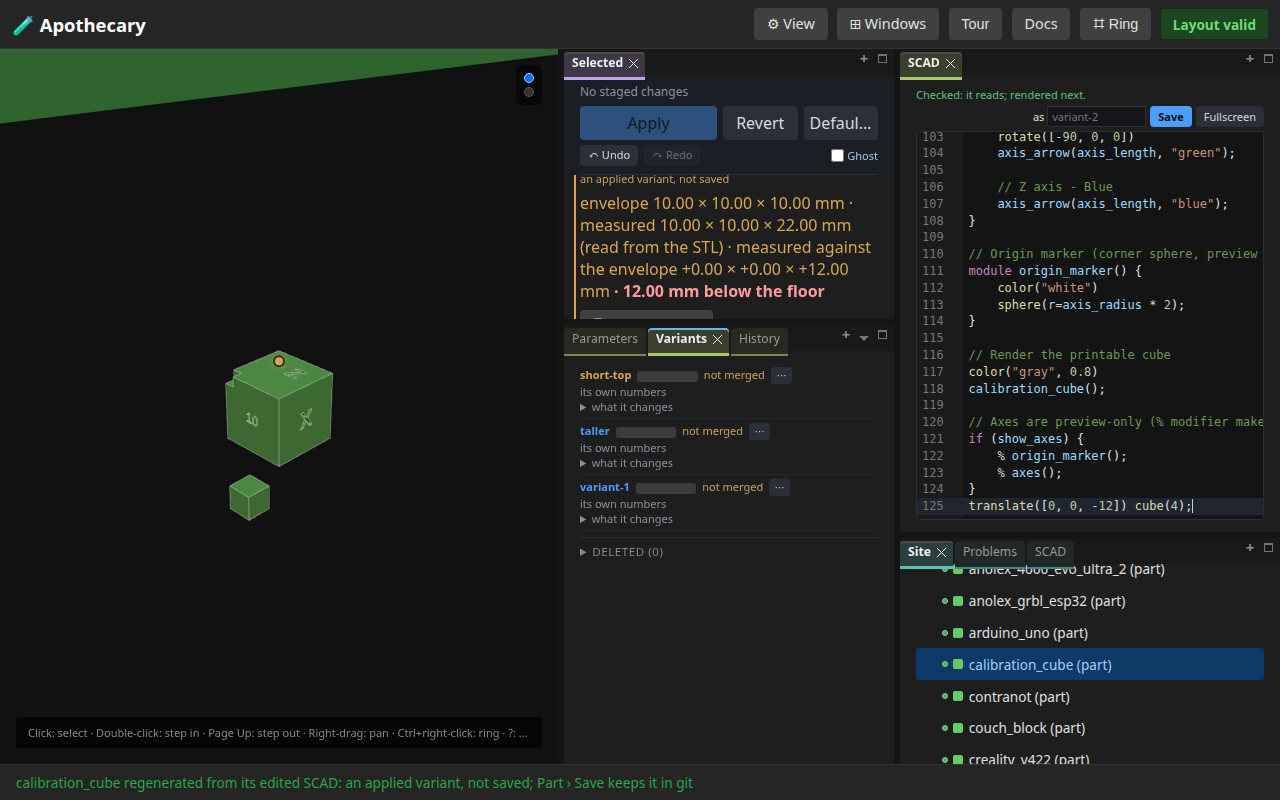 🧪 Apothecary
⚙ View
⊞ Windows
Tour
Docs
⌗ Ring
Layout valid
Selected
No staged changes
Apply
Revert
Defaul...
↶ Undo
↷ Redo
Ghost
an applied variant, not saved
envelope 10.00 × 10.00 × 10.00 mm ·
measured 10.00 × 10.00 × 22.00 mm
(read from the STL) · measured against
the envelope +0.00 × +0.00 × +12.00
mm · 12.00 mm below the floor
Parameters
Variants
History
short-top not merged ...
its own numbers
▶ what it changes
taller not merged ...
its own numbers
▶ what it changes
variant-1 not merged ...
its own numbers
▶ what it changes
▶ DELETED (0)
SCAD
Checked: it reads; rendered next.
as variant-2 Save Fullscreen
103 rotate([-90, 0, 0])
104 axis_arrow(axis_length, "green");
105
106 // Z axis - Blue
107 axis_arrow(axis_length, "blue");
108 }
109
110 // Origin marker (corner sphere, preview
111 module origin_marker() {
112 color("white")
113 sphere(r=axis_radius * 2);
114 }
115
116 // Render the printable cube
117 color("gray", 0.8)
118 calibration_cube();
119
120 // Axes are preview-only (% modifier make
121 if (show_axes) {
122 % origin_marker();
123 % axes();
124 }
125 translate([0, 0, -12]) cube(4);
Site
Problems
SCAD
anolex_4060_evo_ultra_2 (part)
anolex_grbl_esp32 (part)
arduino_uno (part)
calibration_cube (part)
contranot (part)
couch_block (part)
creality_v422 (part)
10
X
Click: select · Double-click: step in · Page Up: step out · Right-drag: pan · Ctrl+right-click: ring · ?: ...
calibration_cube regenerated from its edited SCAD: an applied variant, not saved; Part › Save keeps it in git